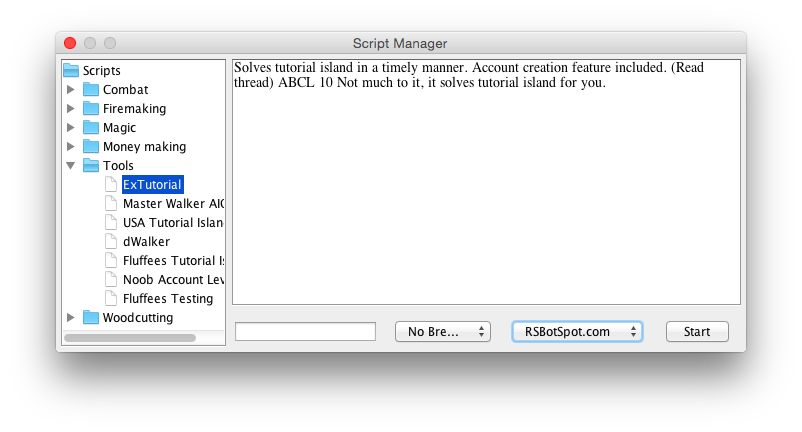 Script Manager
Scripts
Combat
Firemaking
Magic
Money making
Tools
ExTutorial
Master Walker AIO
USA Tutorial Islan
dWalker
Fluffees Tutorial Is
Noob Account Lev
Fluffees Testing
Woodcutting
Solves tutorial island in a timely manner. Account creation feature included. (Read
thread) ABCL 10 Not much to it, it solves tutorial island for you.
No Bre...
RSBotSpot.com
Start